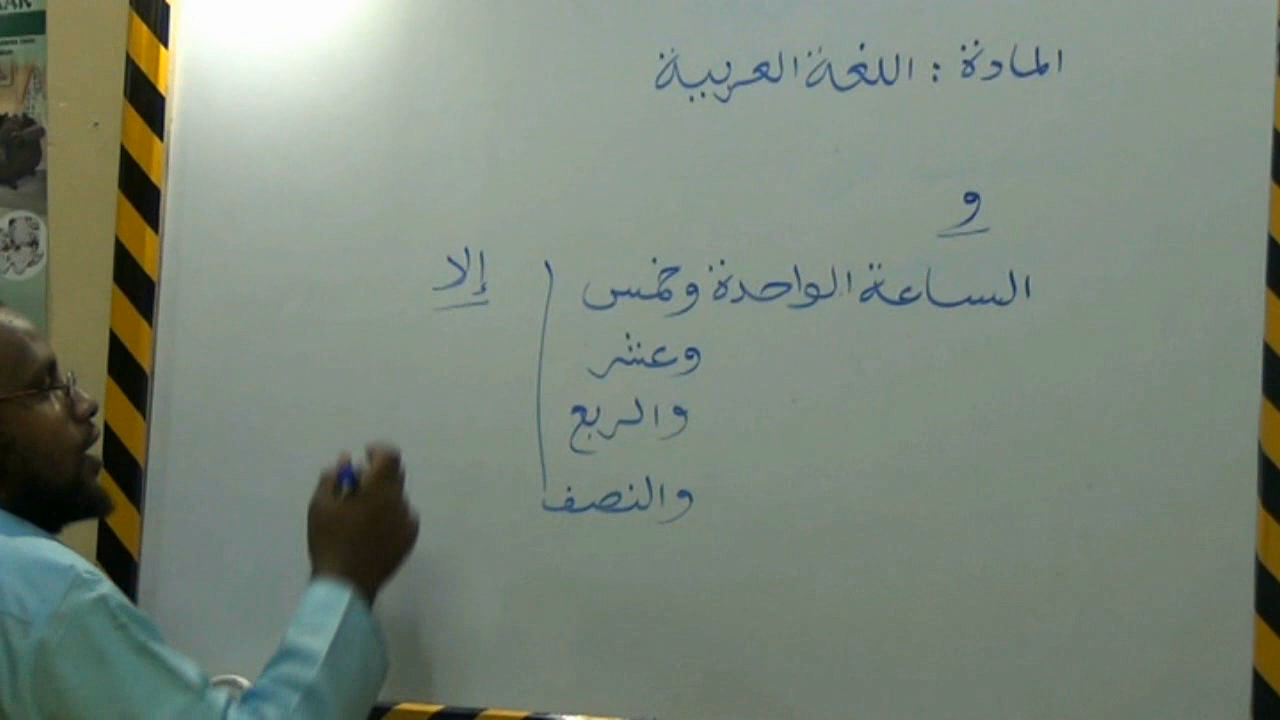 المادة : اللغة العربية
و
الساعة الواحدة وخمس
إلا
وعشر
والربع
والنصف